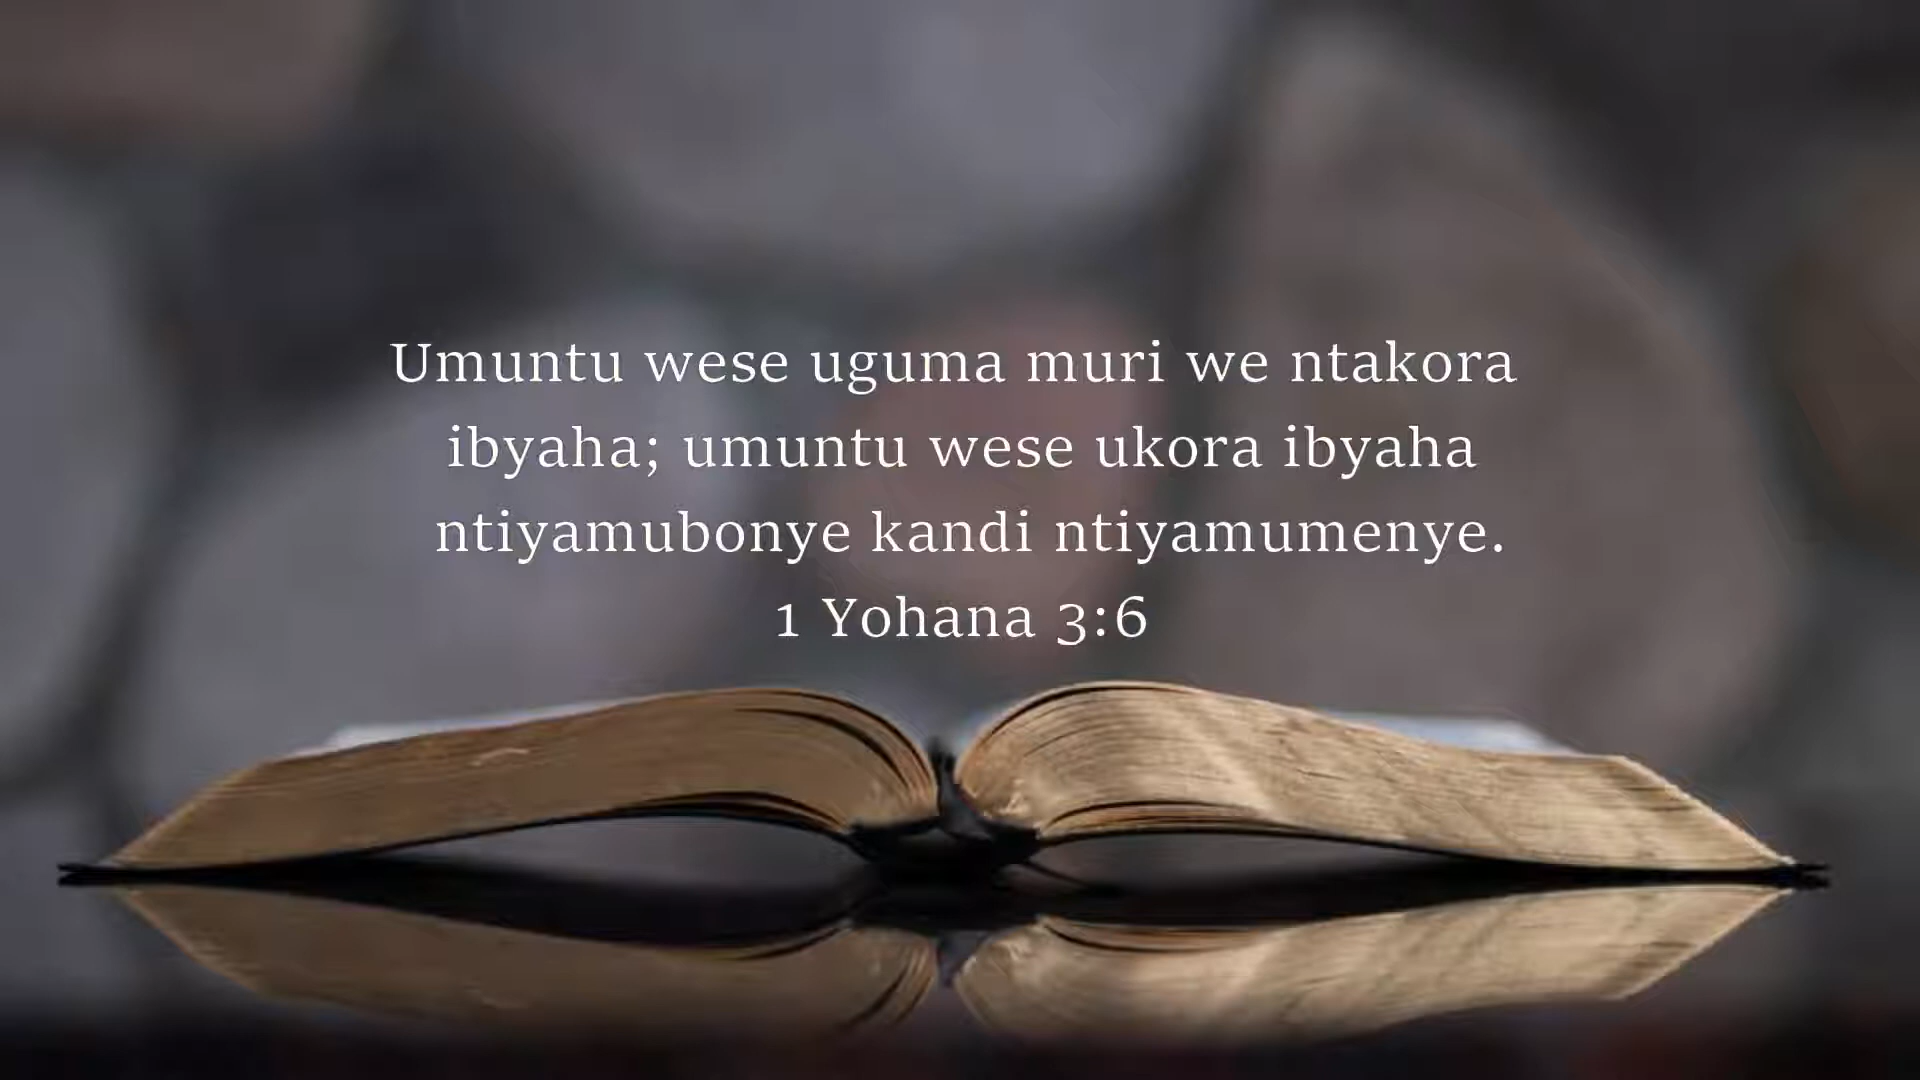 Umuntu wese uguma muri we ntakora
ibyaha; umuntu wese ukora ibyaha
ntiyamubonye kandi ntiyamumenye.
1 Yohana 3:6